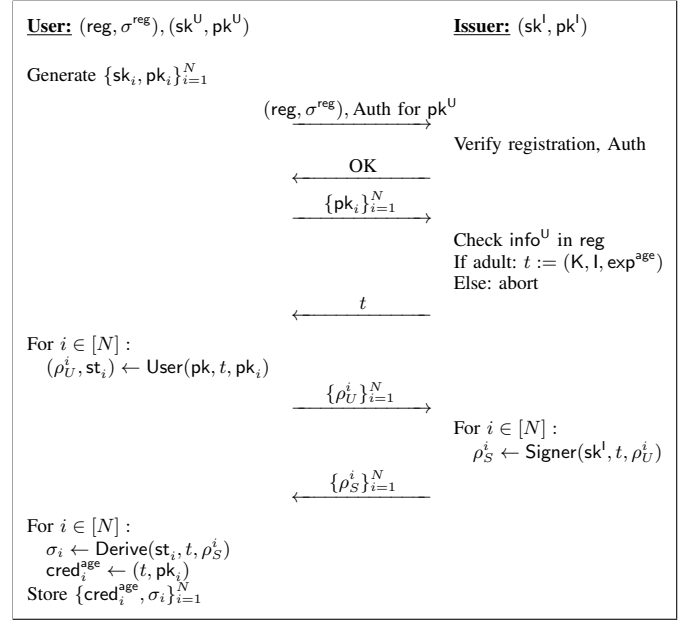 User: (reg, σ^reg), (sk^U, pk^U) Issuer: (sk^I, pk^I)
Generate {sk_i, pk_i}_{i=1}^N
(reg, σ^reg), Auth for pk^U
Verify registration, Auth
OK
{pk_i}_{i=1}^N
Check info^U in reg
If adult: t := (K, I, exp^age)
Else: abort
t
For i ∈ [N] :
(ρ_U^i, st_i) ← User(pk, t, pk_i)
{ρ_U^i}_{i=1}^N
For i ∈ [N] :
ρ_S^i ← Signer(sk^I, t, ρ_U^i)
{ρ_S^i}_{i=1}^N
For i ∈ [N] :
σ_i ← Derive(st_i, t, ρ_S^i)
cred_i^age ← (t, pk_i)
Store {cred_i^age, σ_i}_{i=1}^N